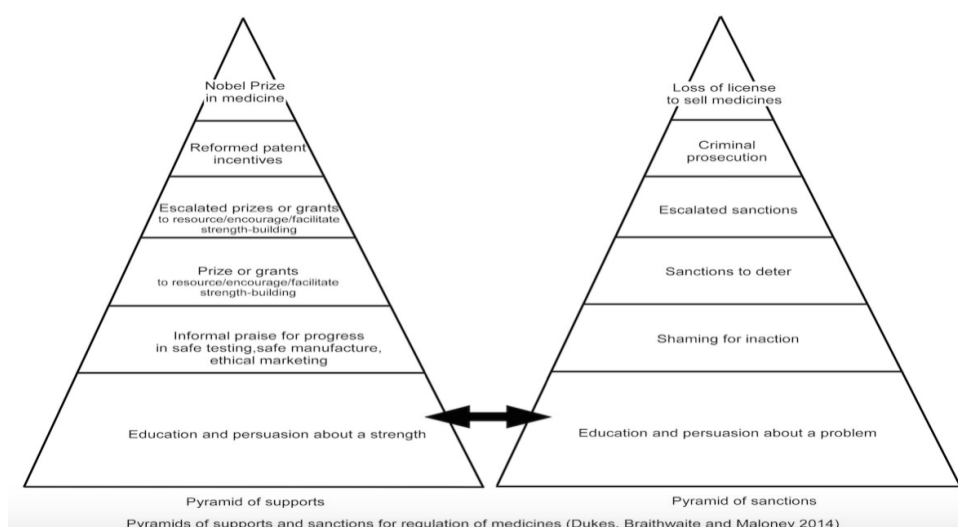 Nobel Prize
in medicine
Reformed patent
incentives
Escalated prizes or grants
to resource/encourage/facilitate
strength-building
Prize or grants
to resource/encourage/facilitate
strength-building
Informal praise for progress
in safe testing,safe manufacture,
ethical marketing
Education and persuasion about a strength
Pyramid of supports
Loss of license
to sell medicines
Criminal
prosecution
Escalated sanctions
Sanctions to deter
Shaming for inaction
Education and persuasion about a problem
Pyramid of sanctions
Pyramids of supports and sanctions for regulation of medicines (Dukes, Braithwaite and Maloney 2014)